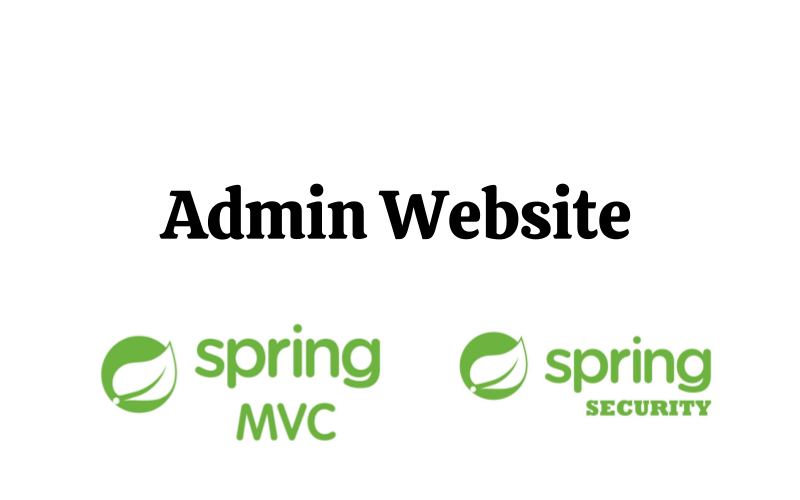 Admin Website
spring
MVC
spring
SECURITY